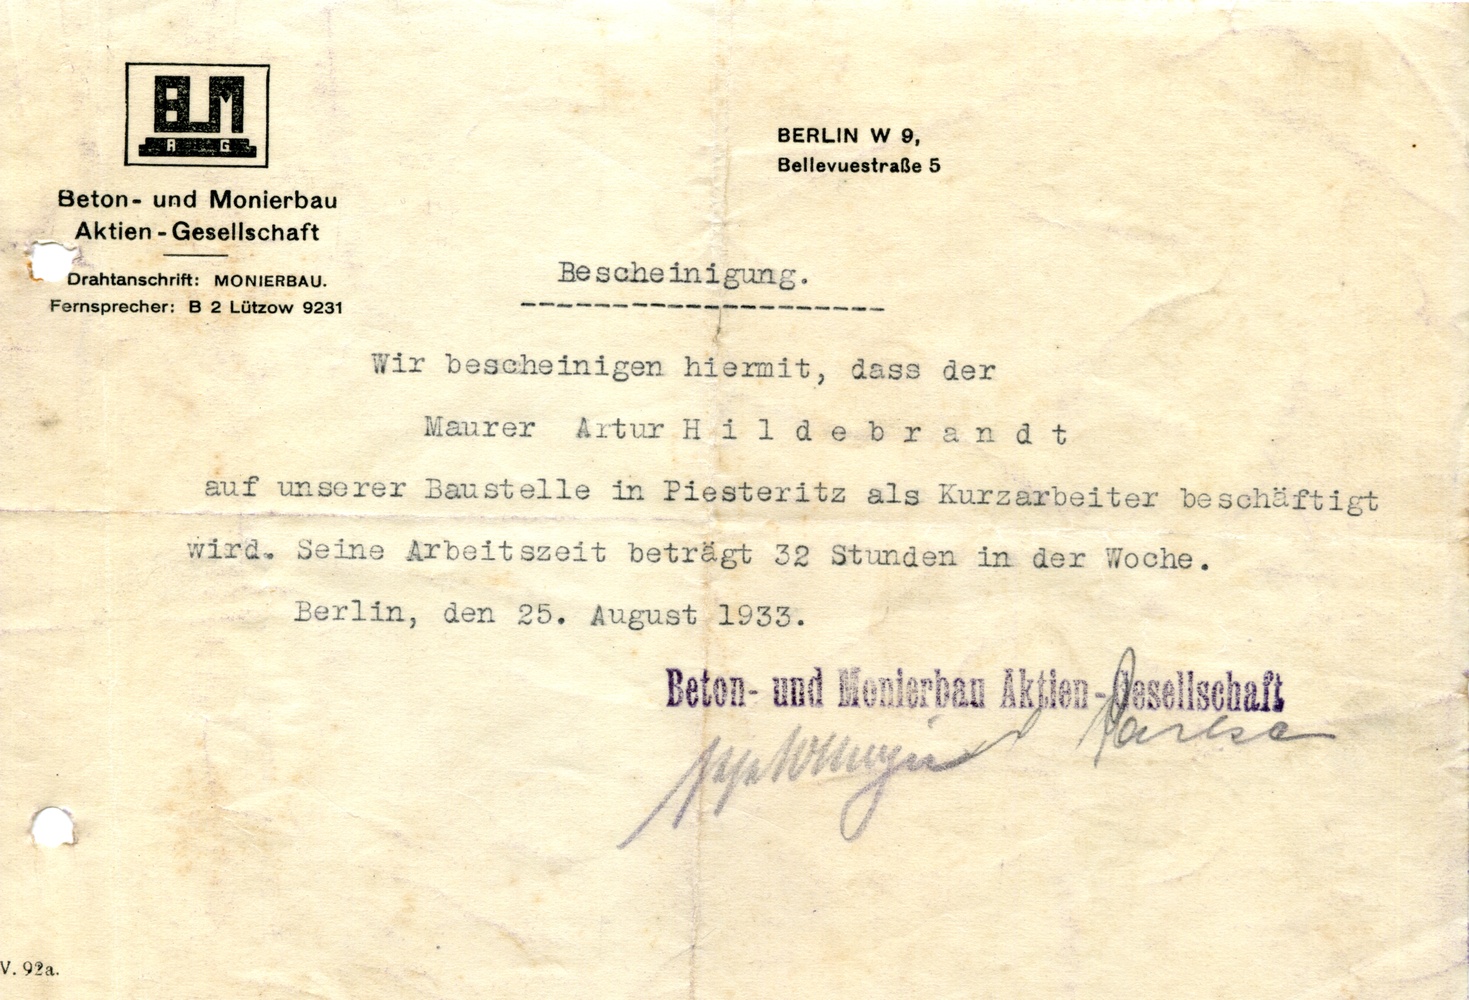 BUM
A G
Beton- und Monierbau
Aktien-Gesellschaft
Drahtanschrift: MONIERBAU.
Fernsprecher: B 2 Lützow 9231
BERLIN W 9,
Bellevuestraße 5
Bescheinigung.
Wir bescheinigen hiermit, dass der
Maurer Artur H i l d e b r a n d t
auf unserer Baustelle in Piesteritz als Kurzarbeiter beschäftigt
wird. Seine Arbeitszeit beträgt 32 Stunden in der Woche.
Berlin, den 25. August 1933.
Beton- und Monierbau Aktien-Gesellschaft
V. 92a.